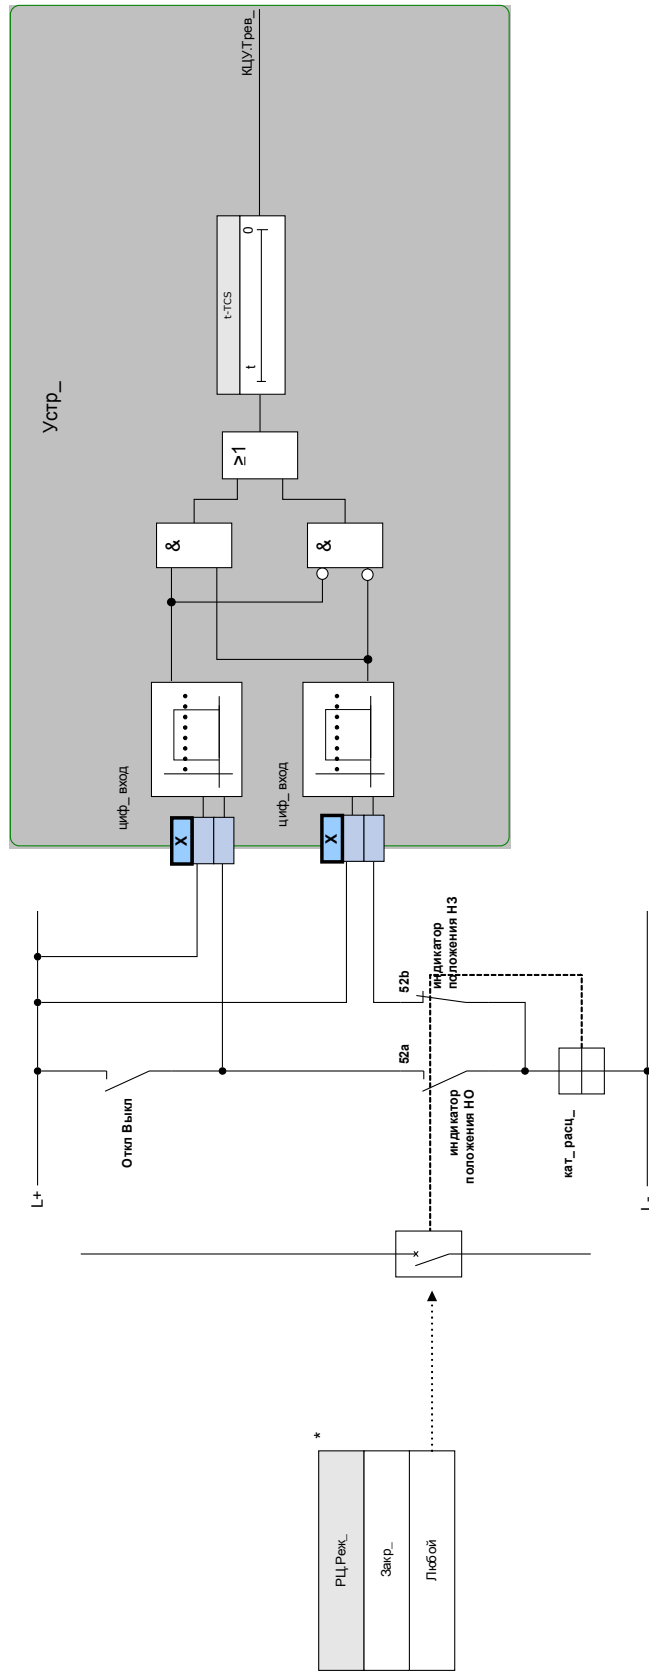 КЦУ.Трев_
Устр_
t-TCS
t
0
≥1
&
&
циф_ вход
циф_ вход
X
X
L+
Откл Выкл
52a
52b
индикатор
положения НЗ
индикатор
положения НО
кат_ расц_
L-
*
РЦ.Реж_
Закр_
Любой